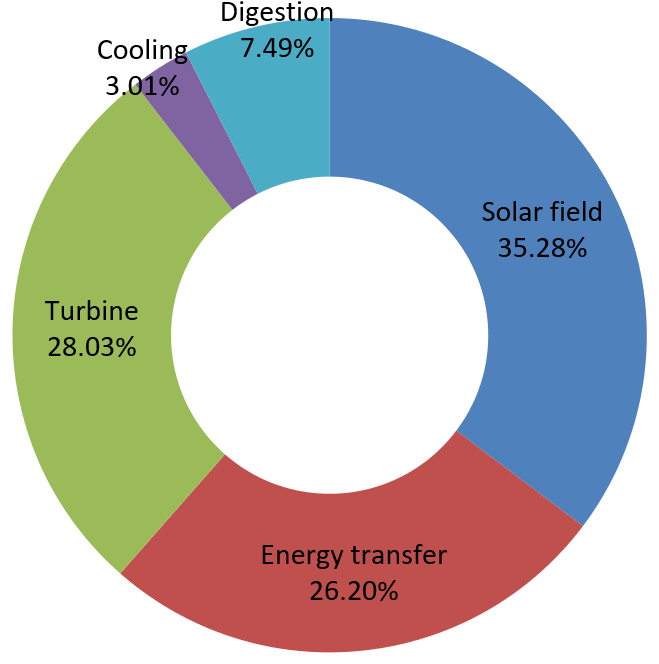 Digestion
7.49%
Cooling
3.01%
Solar field
35.28%
Turbine
28.03%
Energy transfer
26.20%